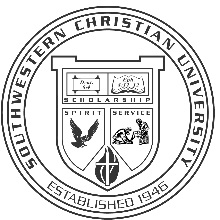 SOUTHWESTERN CHRISTIAN UNIVERSITY
SCHOLARSHIP
SPIRIT
SERVICE
ESTABLISHED 1946